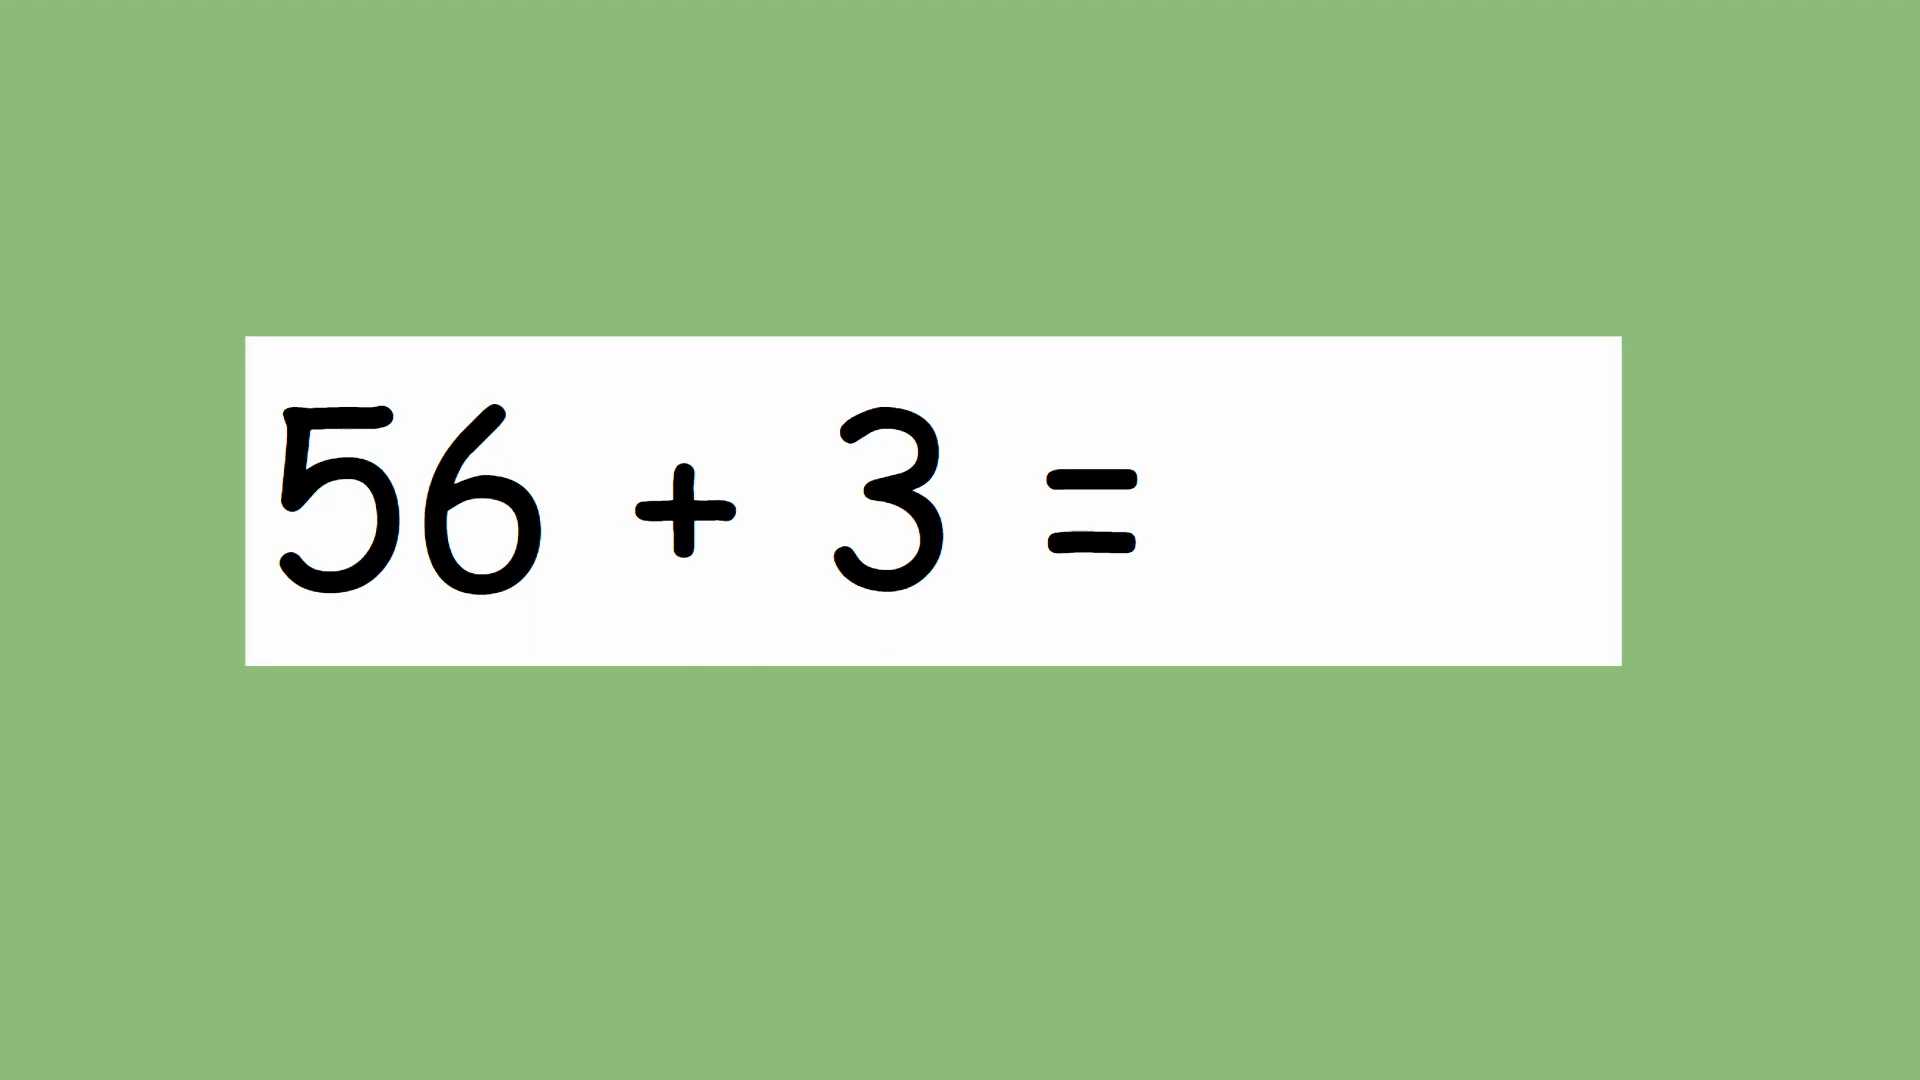 56 + 3 =